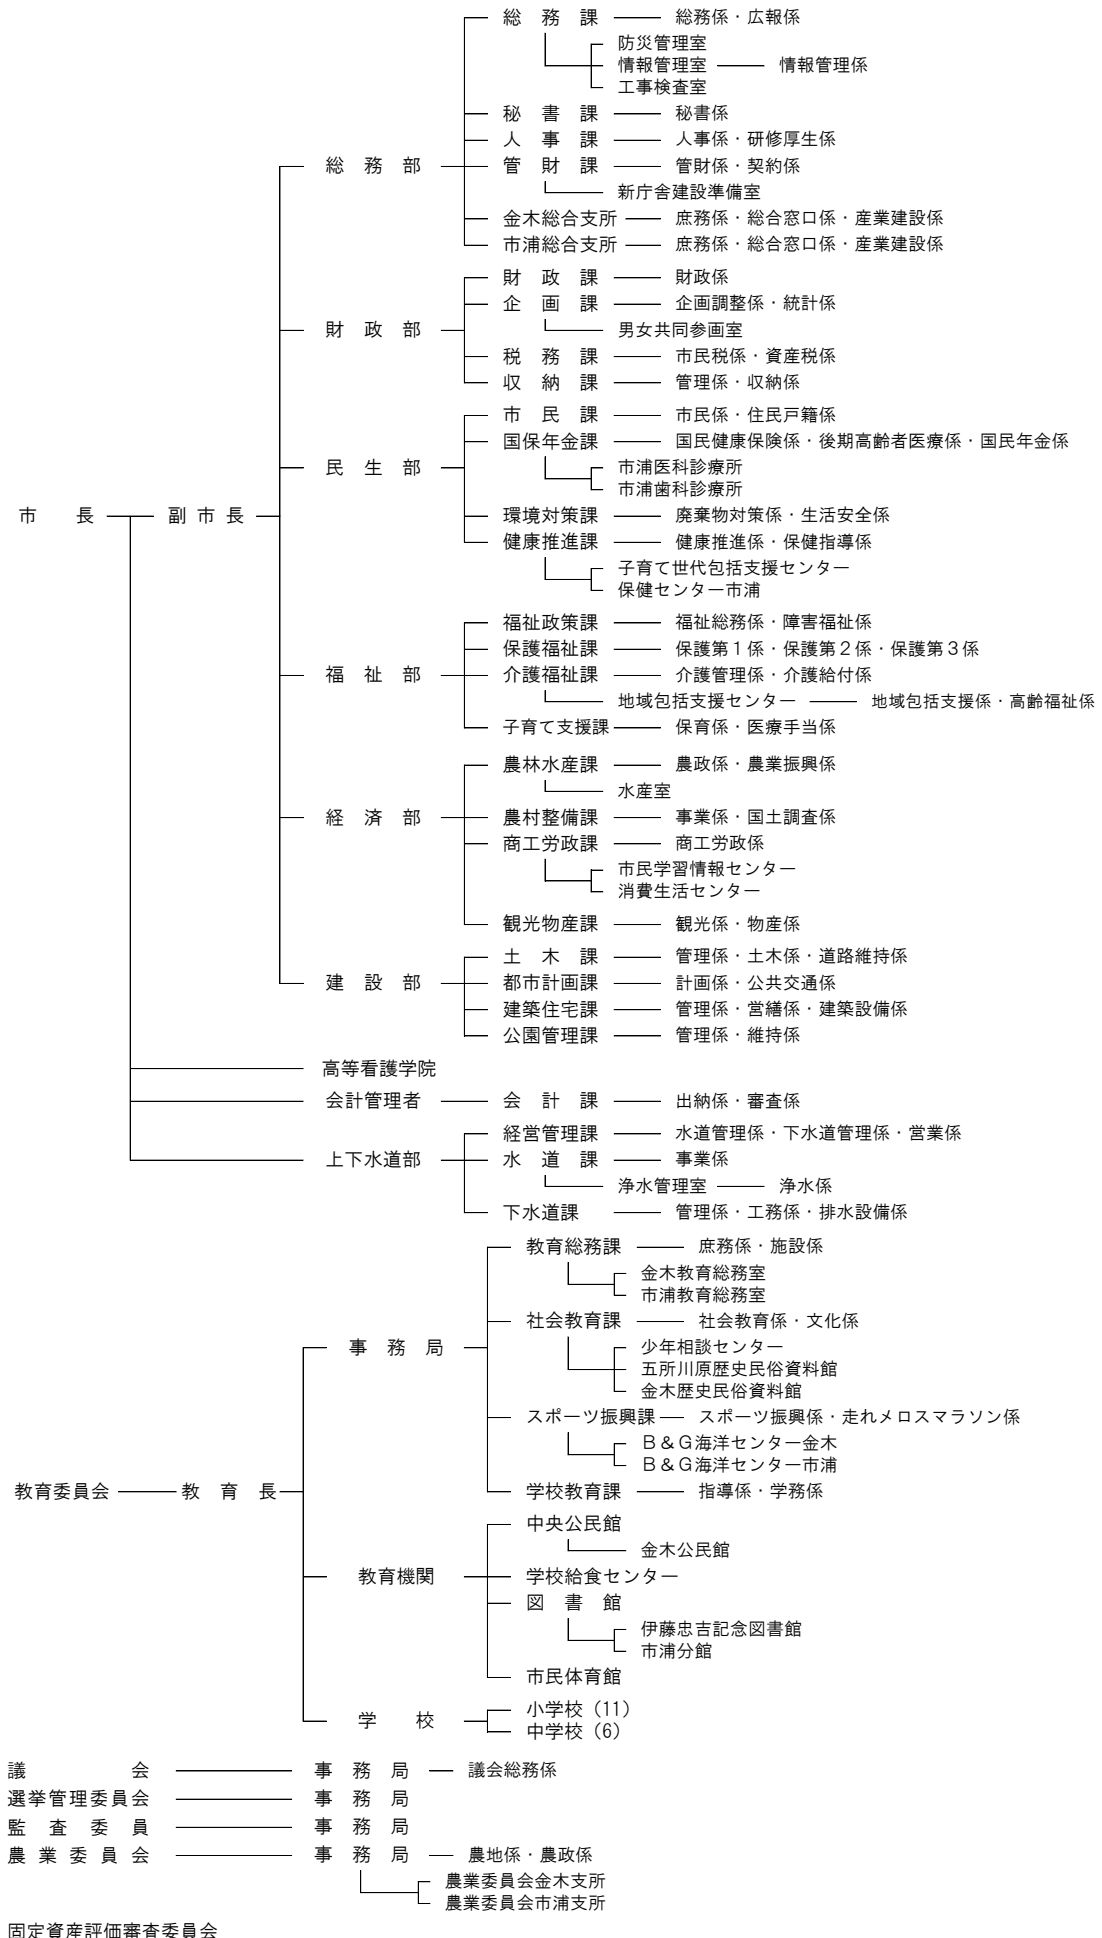 総務課 総務係・広報係
防災管理室
情報管理室 情報管理係
工事検査室
秘書課 秘書係
人事課 人事係・研修厚生係
総務部 管財課 管財係・契約係
新庁舎建設準備室
金木総合支所 庶務係・総合窓口係・産業建設係
市浦総合支所 庶務係・総合窓口係・産業建設係
財政課 財政係
企画課 企画調整係・統計係
財政部 男女共同参画室
税務課 市民税係・資産税係
収納課 管理係・収納係
市民課 市民係・住民戸籍係
国保年金課 国民健康保険係・後期高齢者医療係・国民年金係
民生部 市浦医科診療所
市浦歯科診療所
市長 副市長 環境対策課 廃棄物対策係・生活安全係
健康推進課 健康推進係・保健指導係
子育て世代包括支援センター
保健センター市浦
福祉政策課 福祉総務係・障害福祉係
保護福祉課 保護第1係・保護第2係・保護第3係
福祉部 介護福祉課 介護管理係・介護給付係
地域包括支援センター 地域包括支援係・高齢福祉係
子育て支援課 保育係・医療手当係
農林水産課 農政係・農業振興係
水産室
経済部 農村整備課 事業係・国土調査係
商工労政課 商工労政係
市民学習情報センター
消費生活センター
観光物産課 観光係・物産係
土木課 管理係・土木係・道路維持係
建設部 都市計画課 計画係・公共交通係
建築住宅課 管理係・営繕係・建築設備係
公園管理課 管理係・維持係
高等看護学院
会計管理者 会計課 出納係・審査係
経営管理課 水道管理係・下水道管理係・営業係
上下水道部 水道課 事業係
浄水管理室 浄水係
下水道課 管理係・工務係・排水設備係
教育総務課 庶務係・施設係
金木教育総務室
市浦教育総務室
社会教育課 社会教育係・文化係
事務局 少年相談センター
五所川原歴史民俗資料館
金木歴史民俗資料館
スポーツ振興課 スポーツ振興係・走れメロスマラソン係
B&G海洋センター金木
B&G海洋センター市浦
教育委員会 教育長 学校教育課 指導係・学務係
中央公民館
金木公民館
教育機関 学校給食センター
図書館
伊藤忠吉記念図書館
市浦分館
市民体育館
学校 小学校(11)
中学校(6)
議会 事務局 議会総務係
選挙管理委員会 事務局
監査委員 事務局
農業委員会 事務局 農地係・農政係
農業委員会金木支所
農業委員会市浦支所
固定資産評価審査委員会